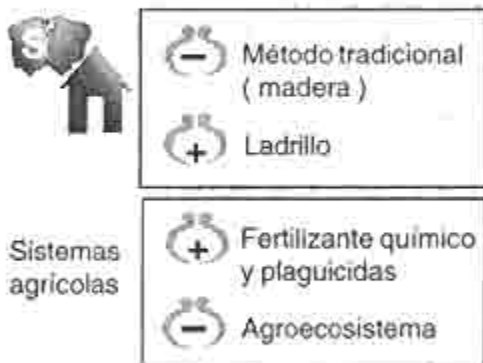 S
− Método tradicional
( madera )
+ Ladrillo
Sistemas
agrícolas
+ Fertilizante químico
y plaguicidas
− Agroecosistema